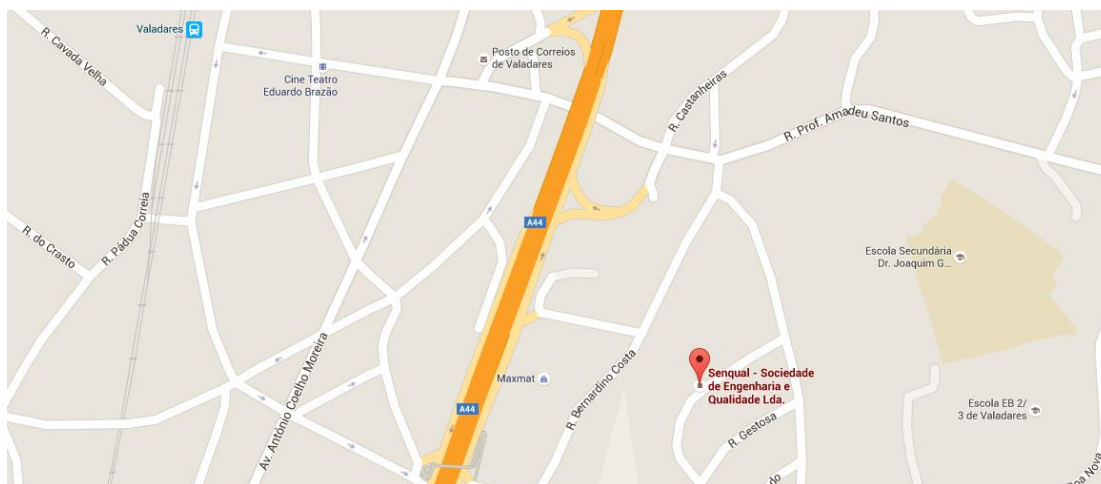 Valadares
R. Cavada Velha
Cine Teatro
Eduardo Brazão
Posto de Correios
de Valadares
R. Castanheiras
R. Prof. Amadeu Santos
R. Pádua Correia
R. do Crasto
A44
Escola Secundária
Dr. Joaquim G...
Av. António Coelho Moreira
Maxmat
R. Bernardino Costa
Senqual - Sociedade
de Engenharia e
Qualidade Lda.
A44
R. Gestosa
Escola EB 2/
3 de Valadares
do
Nova